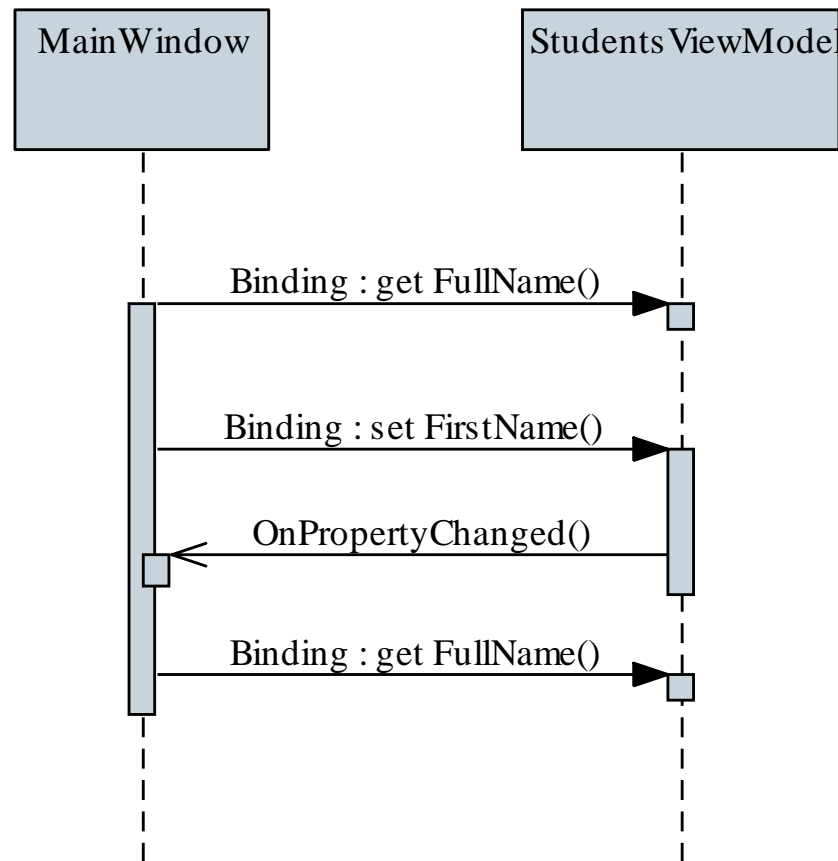 MainWindow
StudentsViewModel
Binding : get FullName()
Binding : set FirstName()
OnPropertyChanged()
Binding : get FullName()